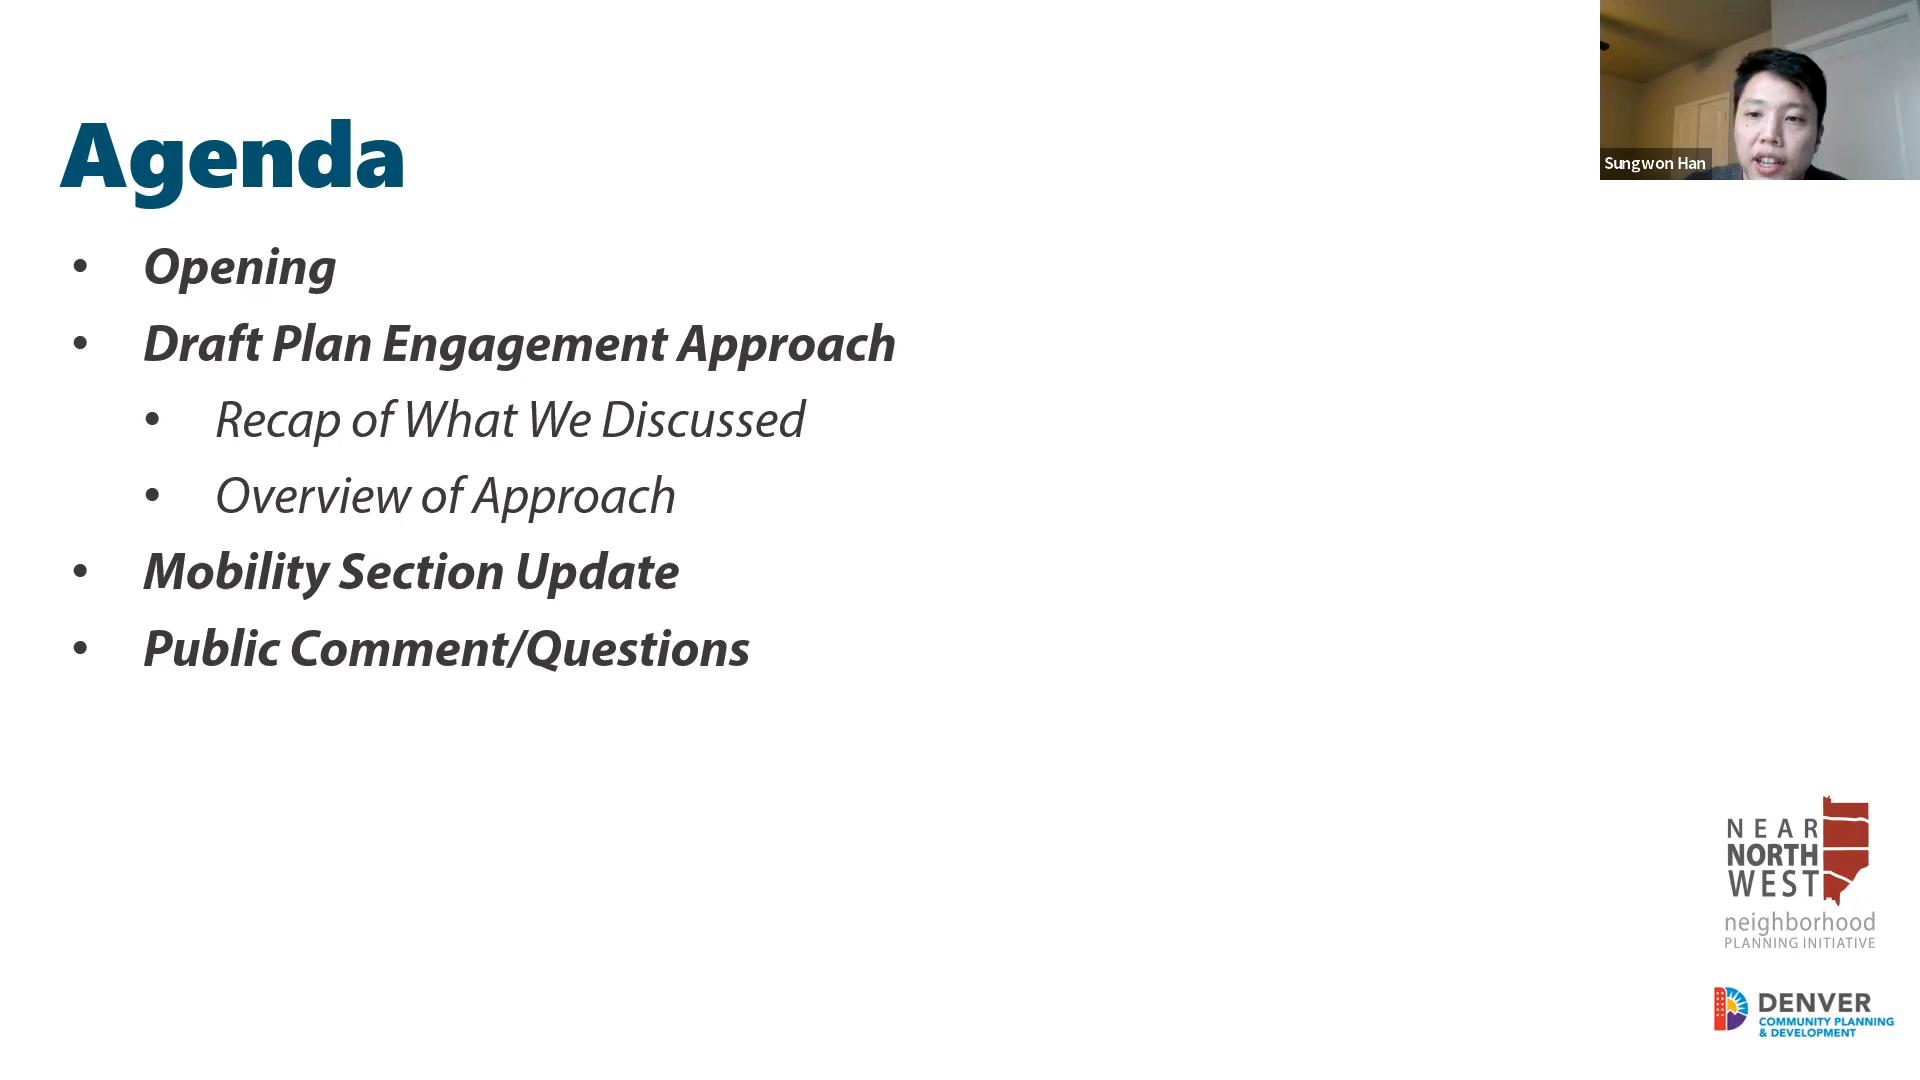 Agenda
• Opening
• Draft Plan Engagement Approach
• Recap of What We Discussed
• Overview of Approach
• Mobility Section Update
• Public Comment/Questions
Sungwon Han
NEAR
NORTH
WEST
neighborhood
PLANNING INITIATIVE
DENVER
COMMUNITY PLANNING
& DEVELOPMENT